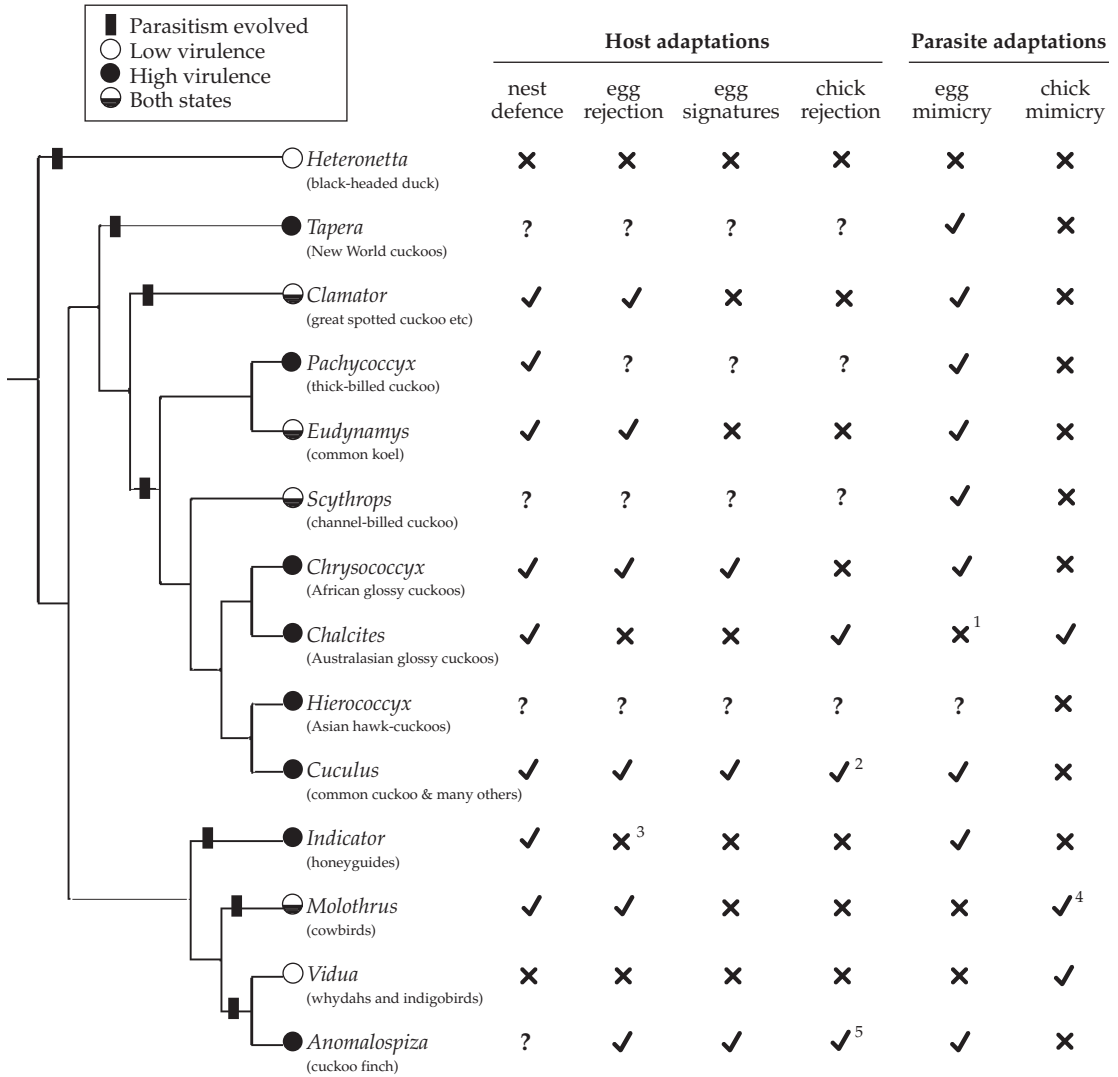 Parasitism evolved
Low virulence
High virulence
Both states
Host adaptations Parasite adaptations
nest defence egg rejection egg signatures chick rejection egg mimicry chick mimicry
Heteronetta
(black-headed duck)
Tapera ? ? ? ?
(New World cuckoos)
Clamator
(great spotted cuckoo etc)
Pachycoccyx ? ? ?
(thick-billed cuckoo)
Eudynamys
(common koel)
Scythrops ? ? ? ?
(channel-billed cuckoo)
Chrysococcyx
(African glossy cuckoos)
Chalcites 1
(Australasian glossy cuckoos)
Hierococcyx ? ? ? ? ?
(Asian hawk-cuckoos)
Cuculus 2
(common cuckoo & many others)
Indicator 3
(honeyguides)
Molothrus 4
(cowbirds)
Vidua
(whydahs and indigobirds)
Anomalospiza ? 5
(cuckoo finch)